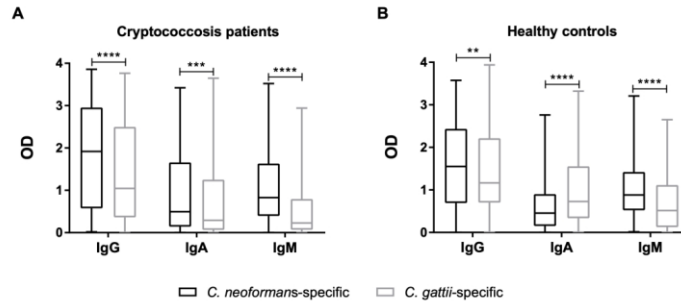 A
Cryptococcosis patients
**** *** ****
4
3
2
1
0
OD
IgG IgA IgM
B
Healthy controls
** **** ****
4
3
2
1
0
OD
IgG IgA IgM
C. neoformans-specific C. gattii-specific